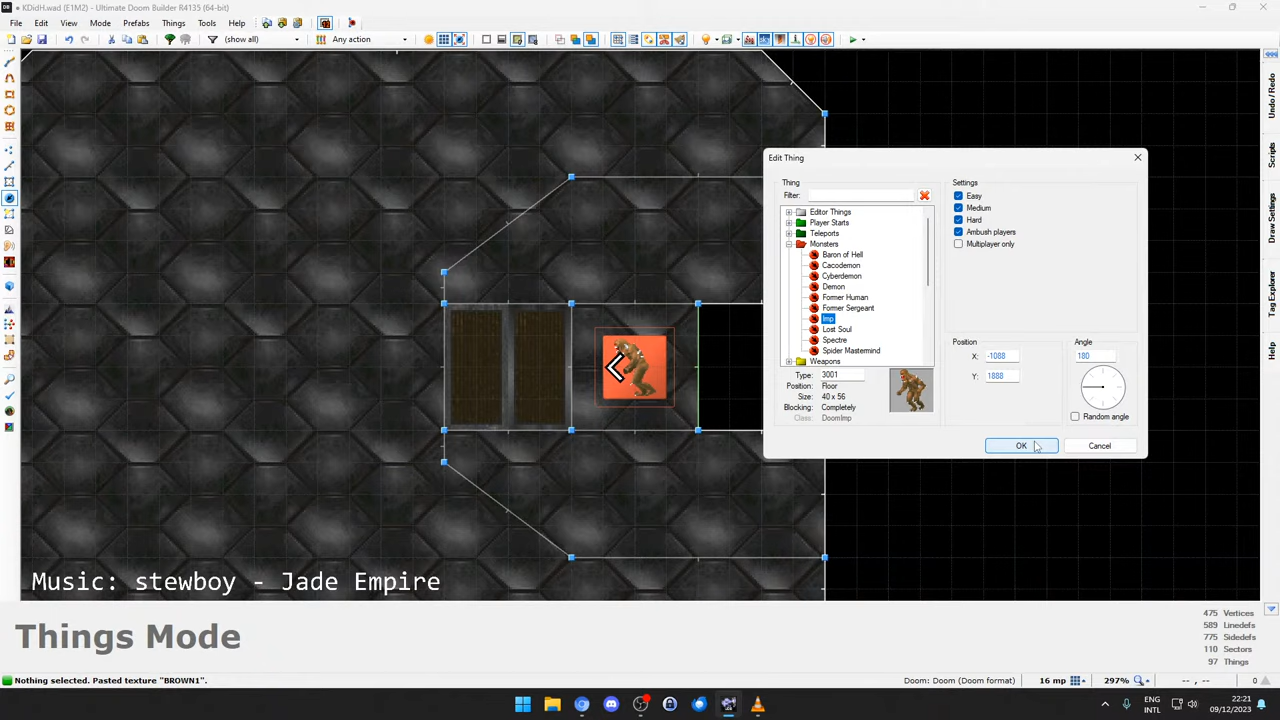 KDidH.wad (E1M2) - Ultimate Doom Builder R4135 (64-bit)
File Edit View Mode Prefabs Things Tools Help
(show all) Any action
Edit Thing
Thing
Filter:
Editor Things
Player Starts
Teleports
Monsters
Baron of Hell
Cacodemon
Cyberdemon
Demon
Former Human
Former Sergeant
Imp
Lost Soul
Spectre
Spider Mastermind
Weapons
Type: 3001
Position: Floor
Size: 40 x 56
Blocking: Completely
Class: DoomImp
Settings
Easy
Medium
Hard
Ambush players
Multiplayer only
Position
X: -1088
Y: 1888
Angle
180
Random angle
OK Cancel
Undo / Redo
Scripts
Draw Settings
Tag Explorer
Help
Music: stewboy - Jade Empire
Things Mode
475 Vertices
589 Linedefs
775 Sidedefs
110 Sectors
97 Things
Nothing selected. Pasted texture "BROWN1". Doom: Doom (Doom format) 16 mp 297% -- , -- 0
ENG
INTL
22:21
09/12/2023